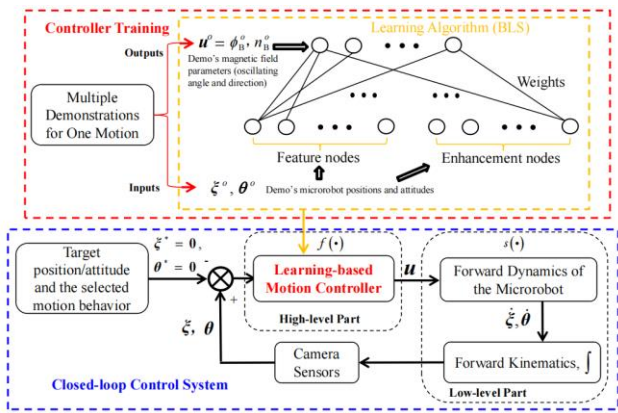 Controller Training
Learning Algorithm (BLS)
Outputs
u^o = ϕ_B^o, n_B^o
Demo's magnetic field
parameters (oscillating
angle and direction)
Multiple
Demonstrations
for One Motion
Weights
Feature nodes
Enhancement nodes
Inputs
ξ^o, θ^o
Demo's microrobot positions and attitudes
Target
position/attitude
and the selected
motion behavior
ξ* = 0,
θ* = 0
-
+
f(·)
Learning-based
Motion Controller
High-level Part
u
s(·)
Forward Dynamics of
the Microrobot
ξ̇, θ̇
Forward Kinematics, ∫
Low-level Part
Camera
Sensors
ξ, θ
Closed-loop Control System